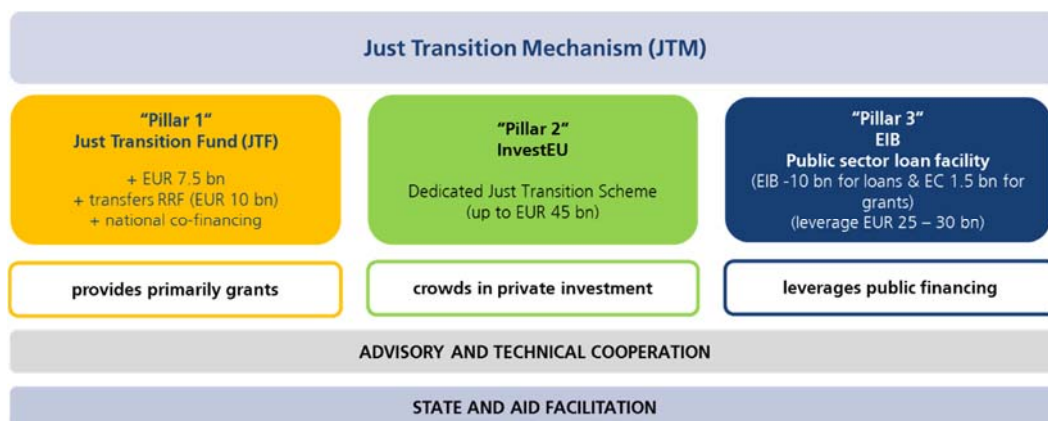 Just Transition Mechanism (JTM)
"Pillar 1"
Just Transition Fund (JTF)
+ EUR 7.5 bn
+ transfers RRF (EUR 10 bn)
+ national co-financing
"Pillar 2"
InvestEU
Dedicated Just Transition Scheme
(up to EUR 45 bn)
"Pillar 3"
EIB
Public sector loan facility
(EIB -10 bn for loans & EC 1.5 bn for
grants)
(leverage EUR 25 – 30 bn)
provides primarily grants
crowds in private investment
leverages public financing
ADVISORY AND TECHNICAL COOPERATION
STATE AND AID FACILITATION